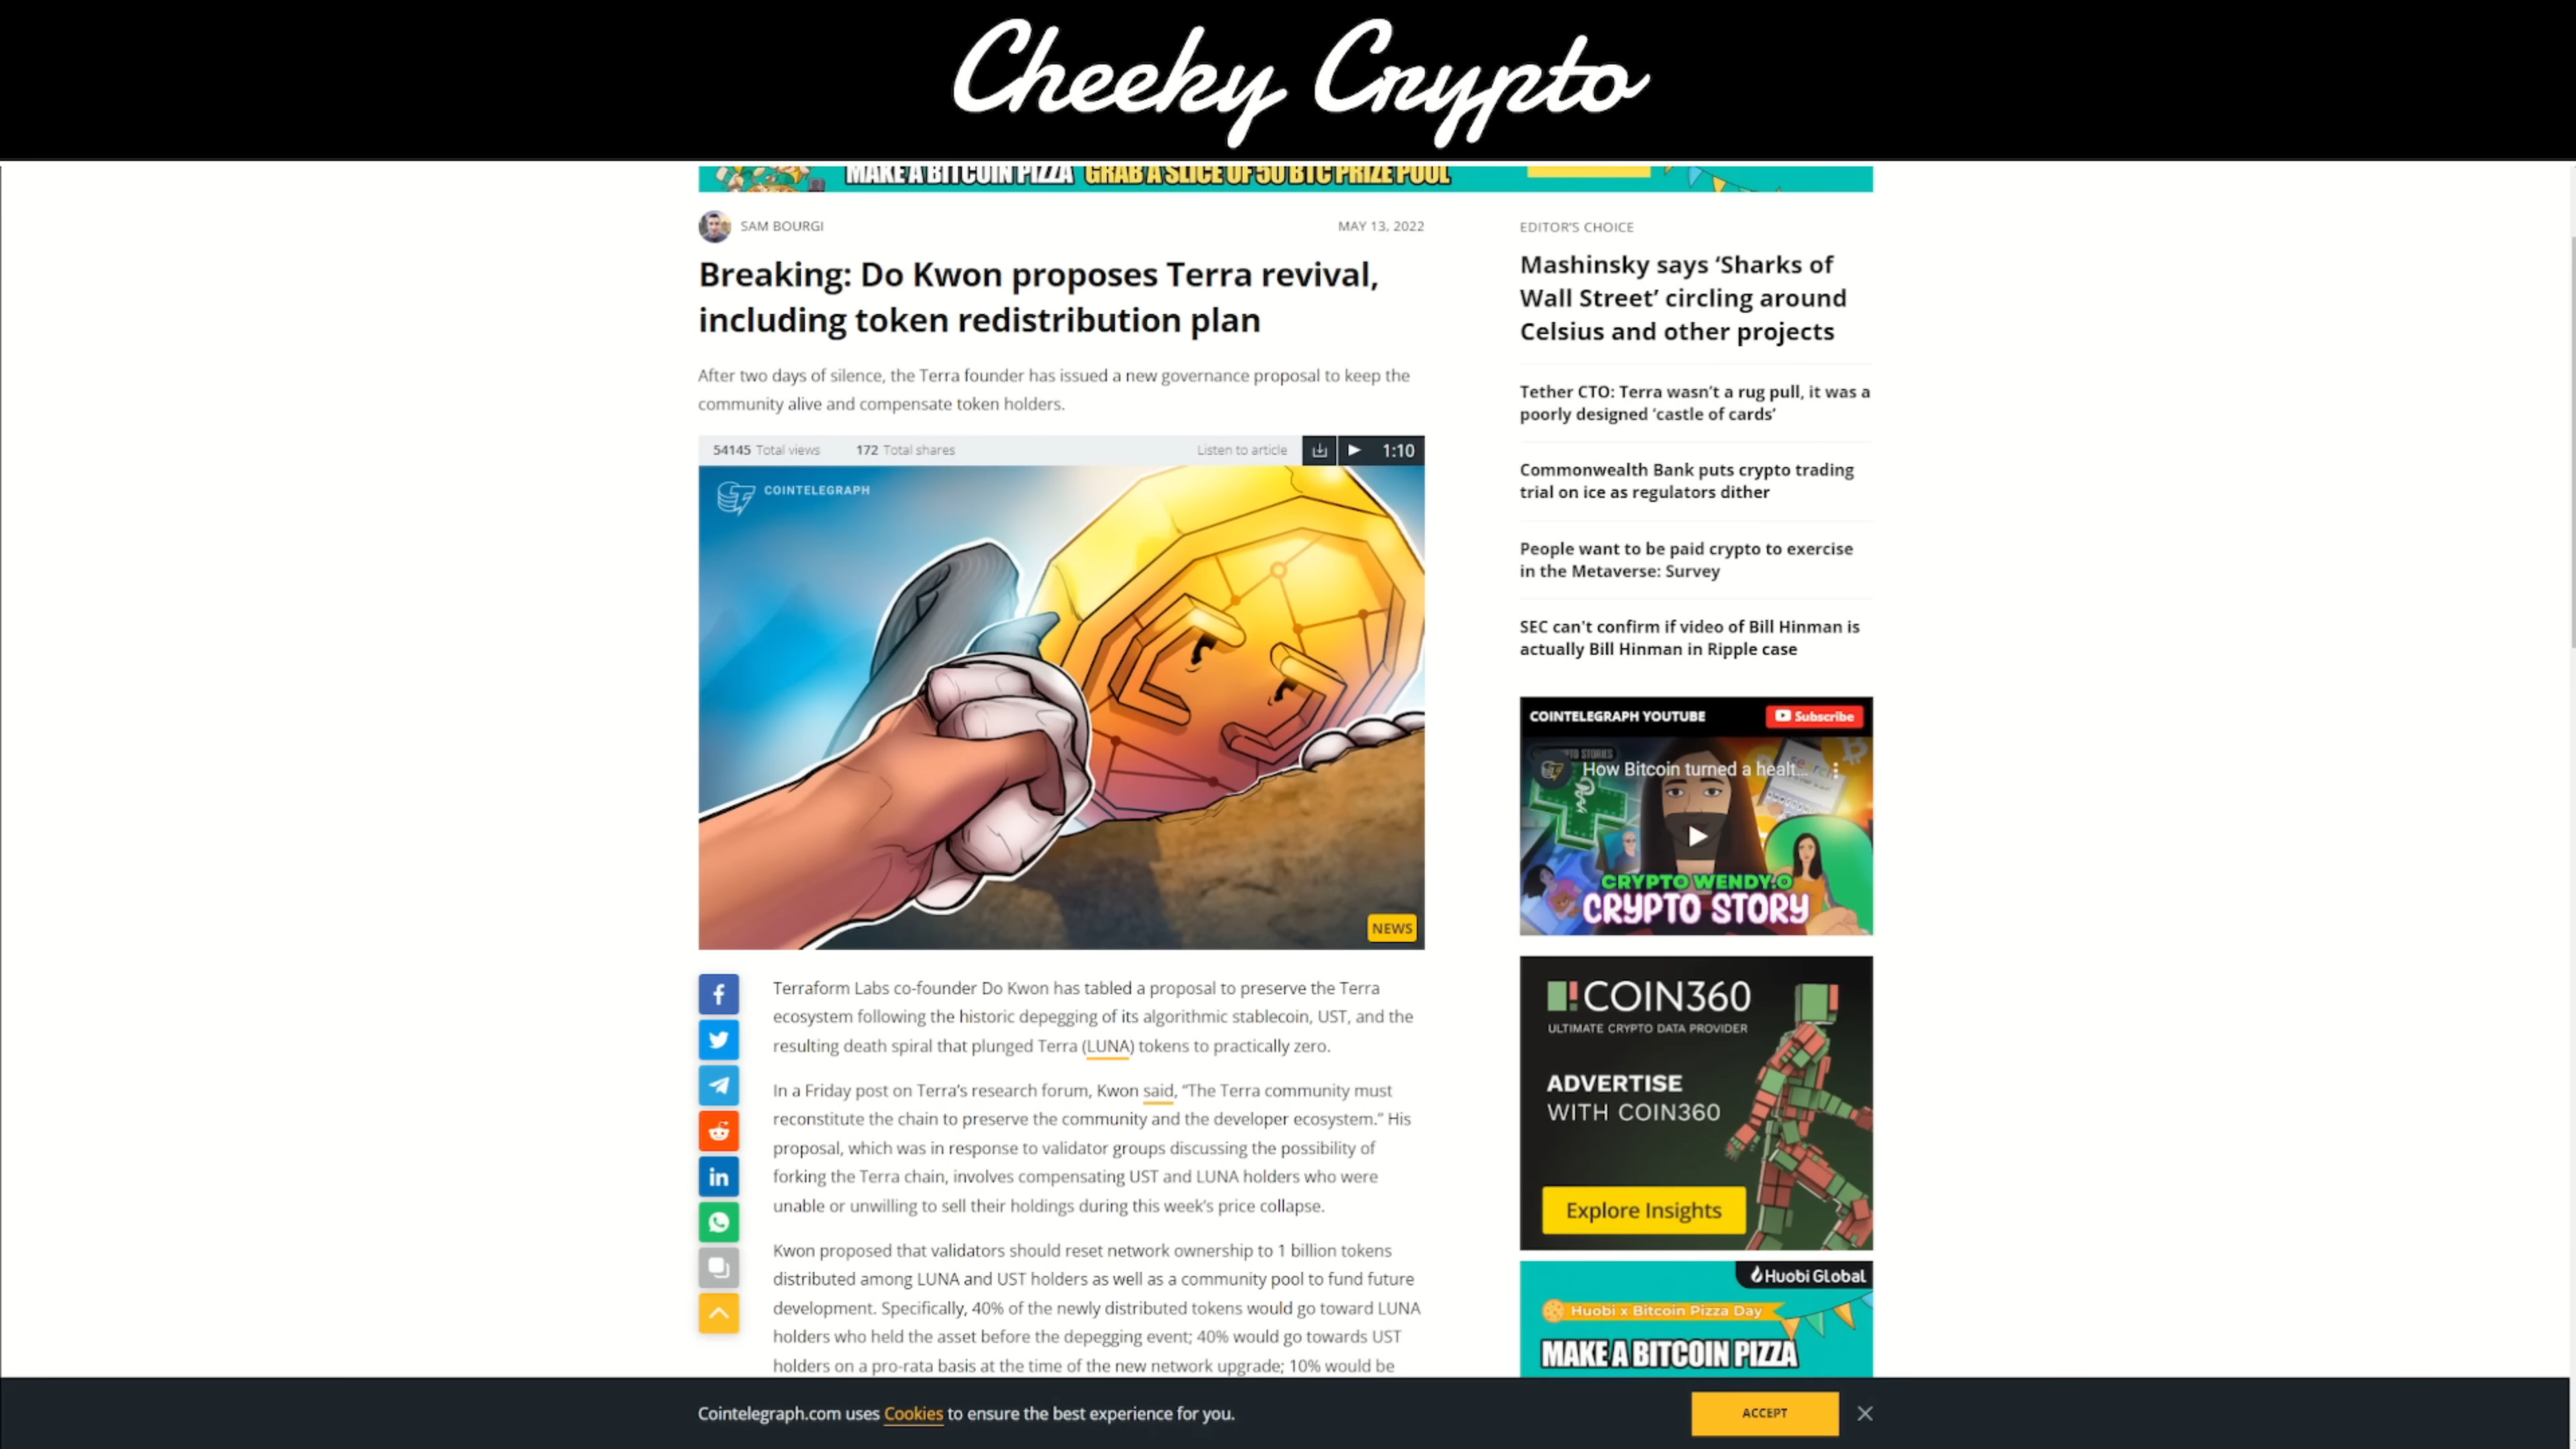 Cheeky Crypto
MAKE A BITCOIN PIZZA GRAB A SLICE OF 50 BTC PRIZE POOL
SAM BOURGI
MAY 13, 2022
Breaking: Do Kwon proposes Terra revival,
including token redistribution plan
After two days of silence, the Terra founder has issued a new governance proposal to keep the
community alive and compensate token holders.
54145 Total views 172 Total shares Listen to article 1:10
COINTELEGRAPH
NEWS
Terraform Labs co-founder Do Kwon has tabled a proposal to preserve the Terra
ecosystem following the historic depegging of its algorithmic stablecoin, UST, and the
resulting death spiral that plunged Terra (LUNA) tokens to practically zero.
In a Friday post on Terra's research forum, Kwon said, “The Terra community must
reconstitute the chain to preserve the community and the developer ecosystem.” His
proposal, which was in response to validator groups discussing the possibility of
forking the Terra chain, involves compensating UST and LUNA holders who were
unable or unwilling to sell their holdings during this week's price collapse.
Kwon proposed that validators should reset network ownership to 1 billion tokens
distributed among LUNA and UST holders as well as a community pool to fund future
development. Specifically, 40% of the newly distributed tokens would go toward LUNA
holders who held the asset before the depegging event; 40% would go towards UST
holders on a pro-rata basis at the time of the new network upgrade; 10% would be
EDITOR'S CHOICE
Mashinsky says ‘Sharks of
Wall Street’ circling around
Celsius and other projects
Tether CTO: Terra wasn’t a rug pull, it was a
poorly designed ‘castle of cards’
Commonwealth Bank puts crypto trading
trial on ice as regulators dither
People want to be paid crypto to exercise
in the Metaverse: Survey
SEC can't confirm if video of Bill Hinman is
actually Bill Hinman in Ripple case
COINTELEGRAPH YOUTUBE
Subscribe
How Bitcoin turned a healt...
CRYPTO WENDY.O
CRYPTO STORY
COIN360
ULTIMATE CRYPTO DATA PROVIDER
ADVERTISE
WITH COIN360
Explore Insights
Huobi Global
Huobi x Bitcoin Pizza Day
MAKE A BITCOIN PIZZA
Cointelegraph.com uses Cookies to ensure the best experience for you.
ACCEPT